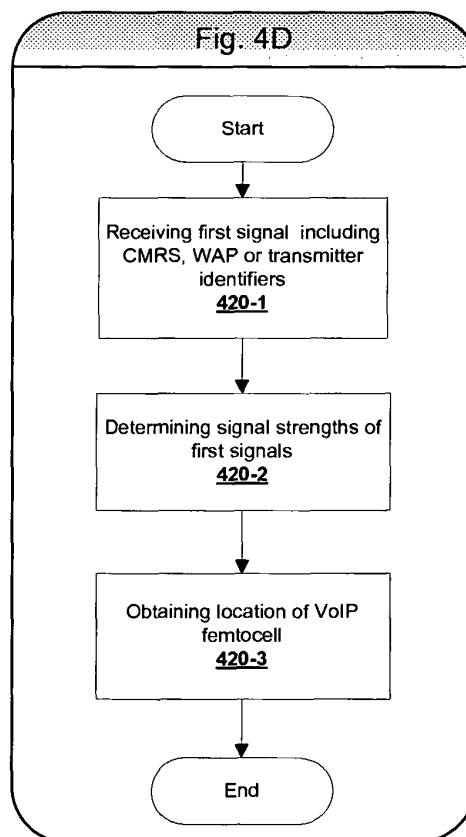 Fig. 4D
Start
Receiving first signal including
CMRS, WAP or transmitter
identifiers
420-1
Determining signal strengths of
first signals
420-2
Obtaining location of VoIP
femtocell
420-3
End